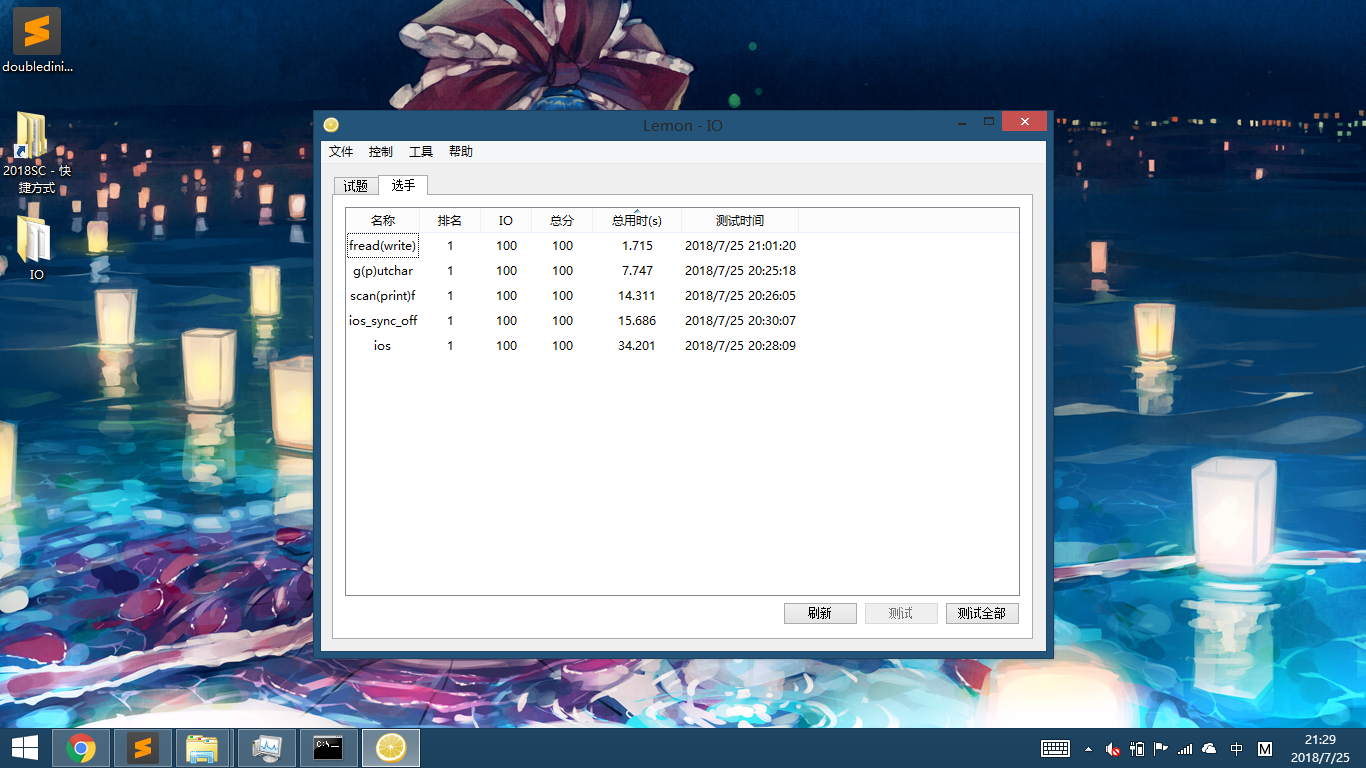 doubledini...
2018SC - 快
捷方式
IO
Lemon - IO
文件 控制 工具 帮助
试题 选手
名称 排名 IO 总分 总用时(s) 测试时间
fread(write) 1 100 100 1.715 2018/7/25 21:01:20
g(p)utchar 1 100 100 7.747 2018/7/25 20:25:18
scan(print)f 1 100 100 14.311 2018/7/25 20:26:05
ios_sync_off 1 100 100 15.686 2018/7/25 20:30:07
ios 1 100 100 34.201 2018/7/25 20:28:09
刷新 测试 测试全部
C:\
中 M 21:29
2018/7/25